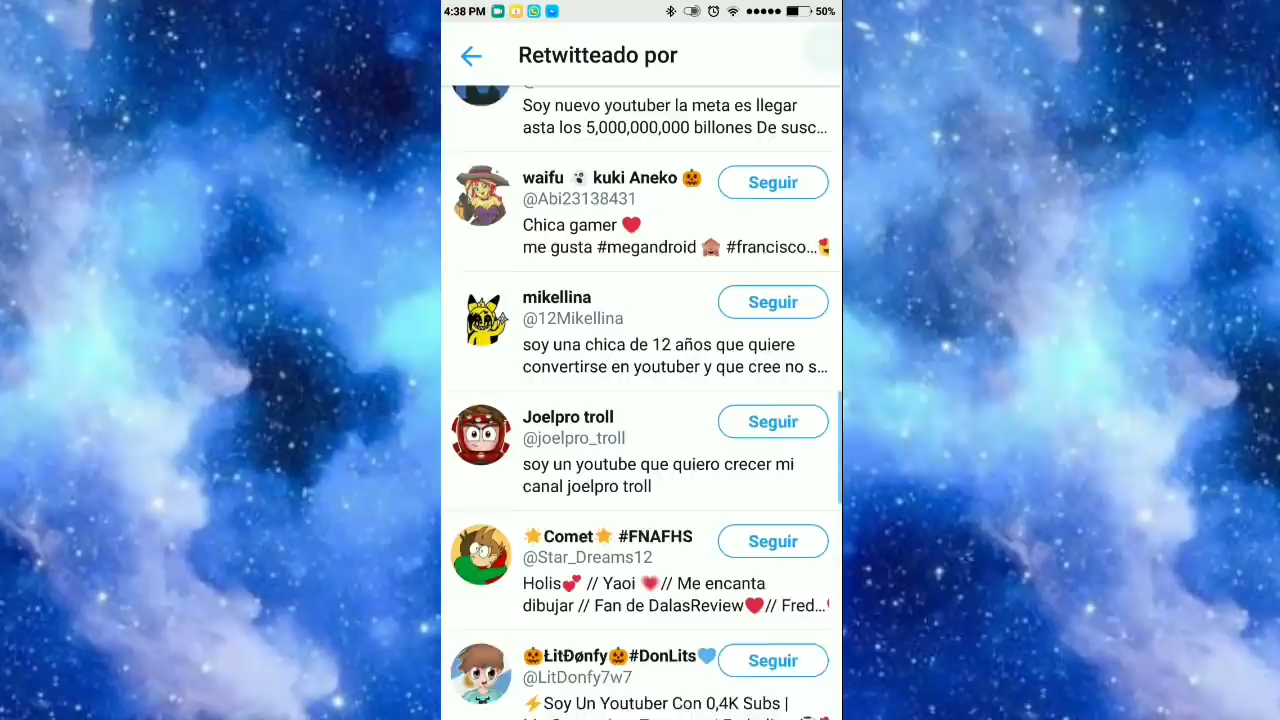 4:38 PM
50%
Retwitteado por
Soy nuevo youtuber la meta es llegar
asta los 5,000,000,000 billones De susc...
waifu 👻 kuki Aneko 🎃
Seguir
@Abi23138431
Chica gamer ❤️
me gusta #megandroid 🙈 #francisco...
mikellina
Seguir
@12Mikellina
soy una chica de 12 años que quiere
convertirse en youtuber y que cree no s...
Joelpro troll
Seguir
@joelpro_troll
soy un youtube que quiero crecer mi
canal joelpro troll
🌟Comet🌟 #FNAFHS
Seguir
@Star_Dreams12
Holis💕 // Yaoi 💗// Me encanta
dibujar // Fan de DalasReview❤️// Fred...
🎃ŁitĐønfy🎃#DonLits💙
Seguir
@LitDonfy7w7
⚡Soy Un Youtuber Con 0,4K Subs |